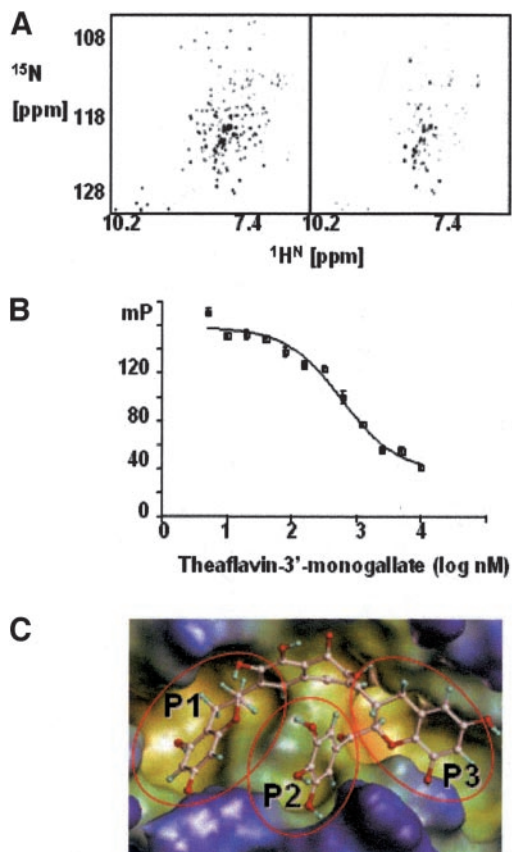 A
108
15N
[ppm]
118
128
10.2 7.4 10.2 7.4
1HN [ppm]
B
mP
120
80
40
0
0 1 2 3 4
Theaflavin-3'-monogallate (log nM)
C
P1
P2
P3